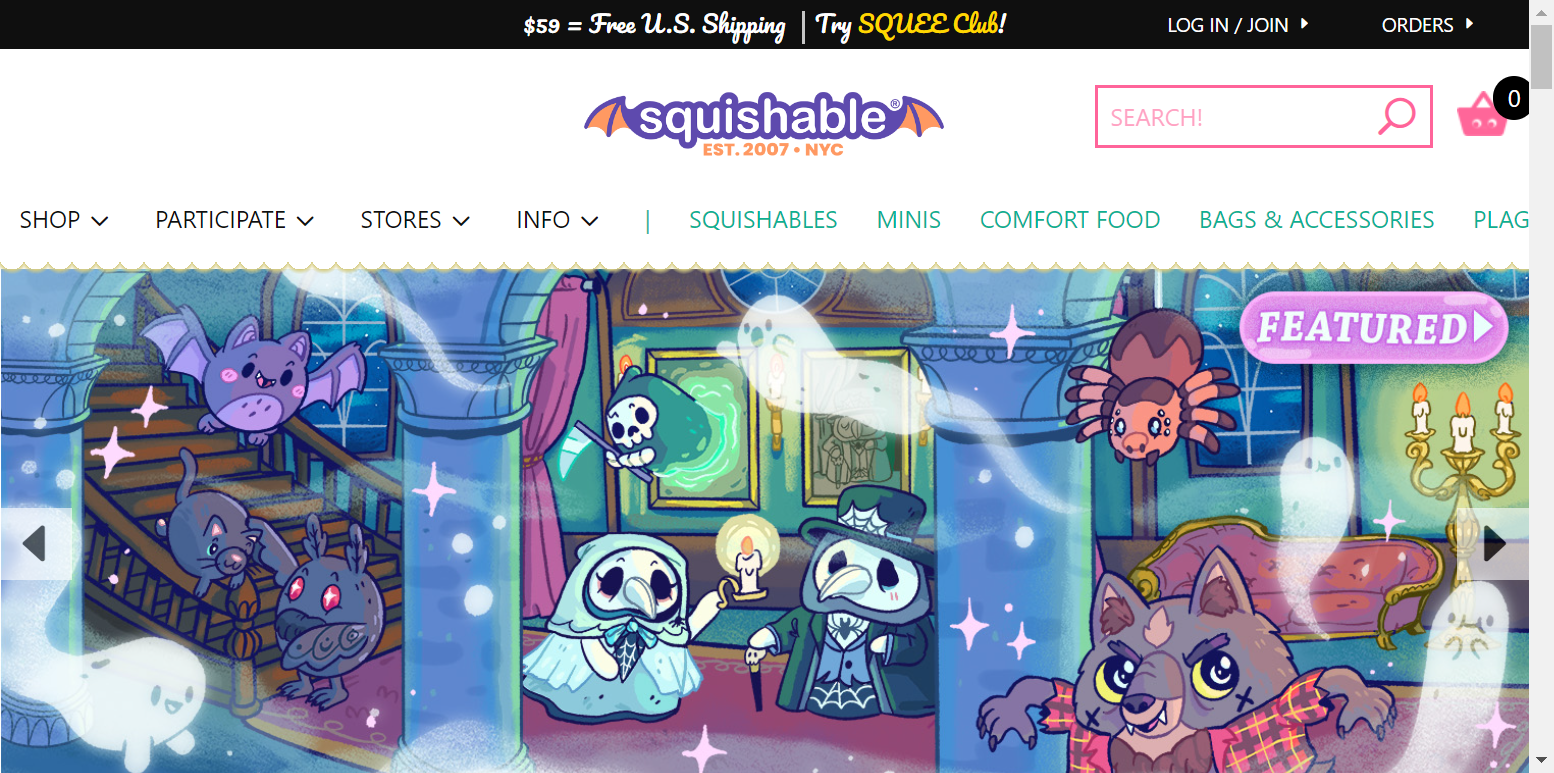 $59 = Free U.S. Shipping | Try SQUEE Club!
LOG IN / JOIN
ORDERS
squishable®
EST. 2007 • NYC
SEARCH!
0
SHOP
PARTICIPATE
STORES
INFO
|
SQUISHABLES
MINIS
COMFORT FOOD
BAGS & ACCESSORIES
PLAG
FEATURED